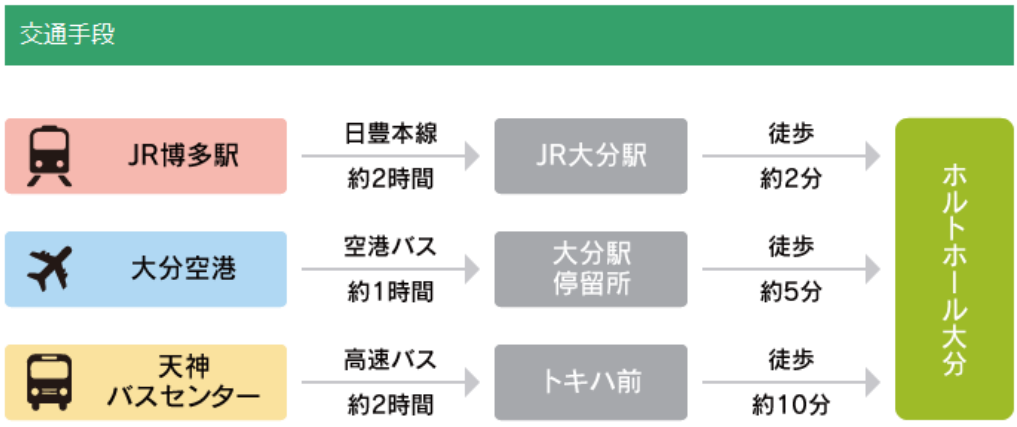 交通手段
JR博多駅
日豊本線
約2時間
JR大分駅
徒歩
約2分
大分空港
空港バス
約1時間
大分駅
停留所
徒歩
約5分
天神
バスセンター
高速バス
約2時間
トキハ前
徒歩
約10分
ホルトホール大分